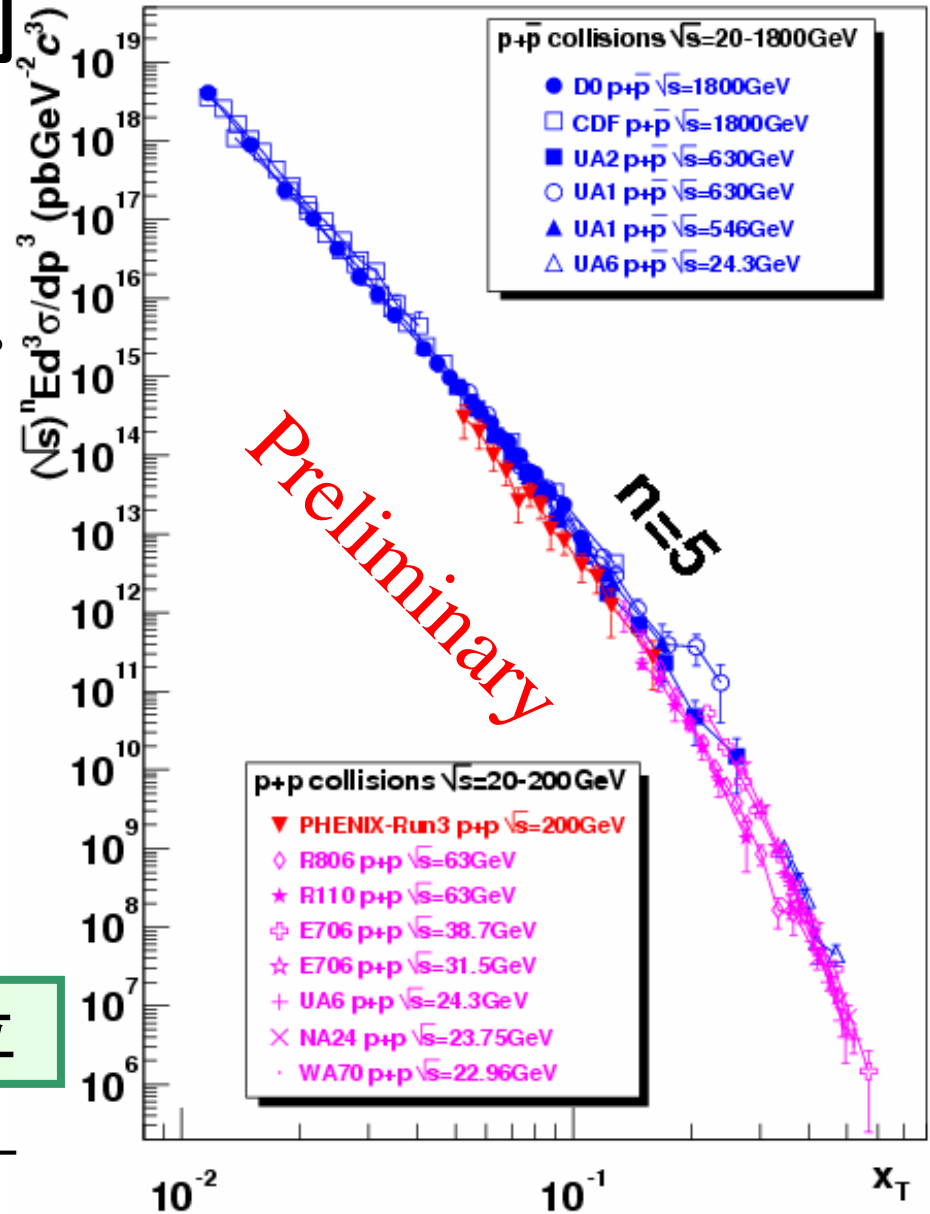 (√s)ⁿEd³σ/dp³ (pbGeV⁻²c³)
10¹⁹
10¹⁸
10¹⁷
10¹⁶
10¹⁵
10¹⁴
10¹³
10¹²
10¹¹
10¹⁰
10⁹
10⁸
10⁷
10⁶
p+p̅ collisions √s=20-1800GeV
D0 p+p̅ √s=1800GeV
CDF p+p̅ √s=1800GeV
UA2 p+p̅ √s=630GeV
UA1 p+p̅ √s=630GeV
UA1 p+p̅ √s=546GeV
UA6 p+p̅ √s=24.3GeV
Preliminary
n=5
p+p collisions √s=20-200GeV
PHENIX-Run3 p+p √s=200GeV
R806 p+p √s=63GeV
R110 p+p √s=63GeV
E706 p+p √s=38.7GeV
E706 p+p √s=31.5GeV
UA6 p+p √s=24.3GeV
NA24 p+p √s=23.75GeV
WA70 p+p √s=22.96GeV
10⁻²
10⁻¹
x_T